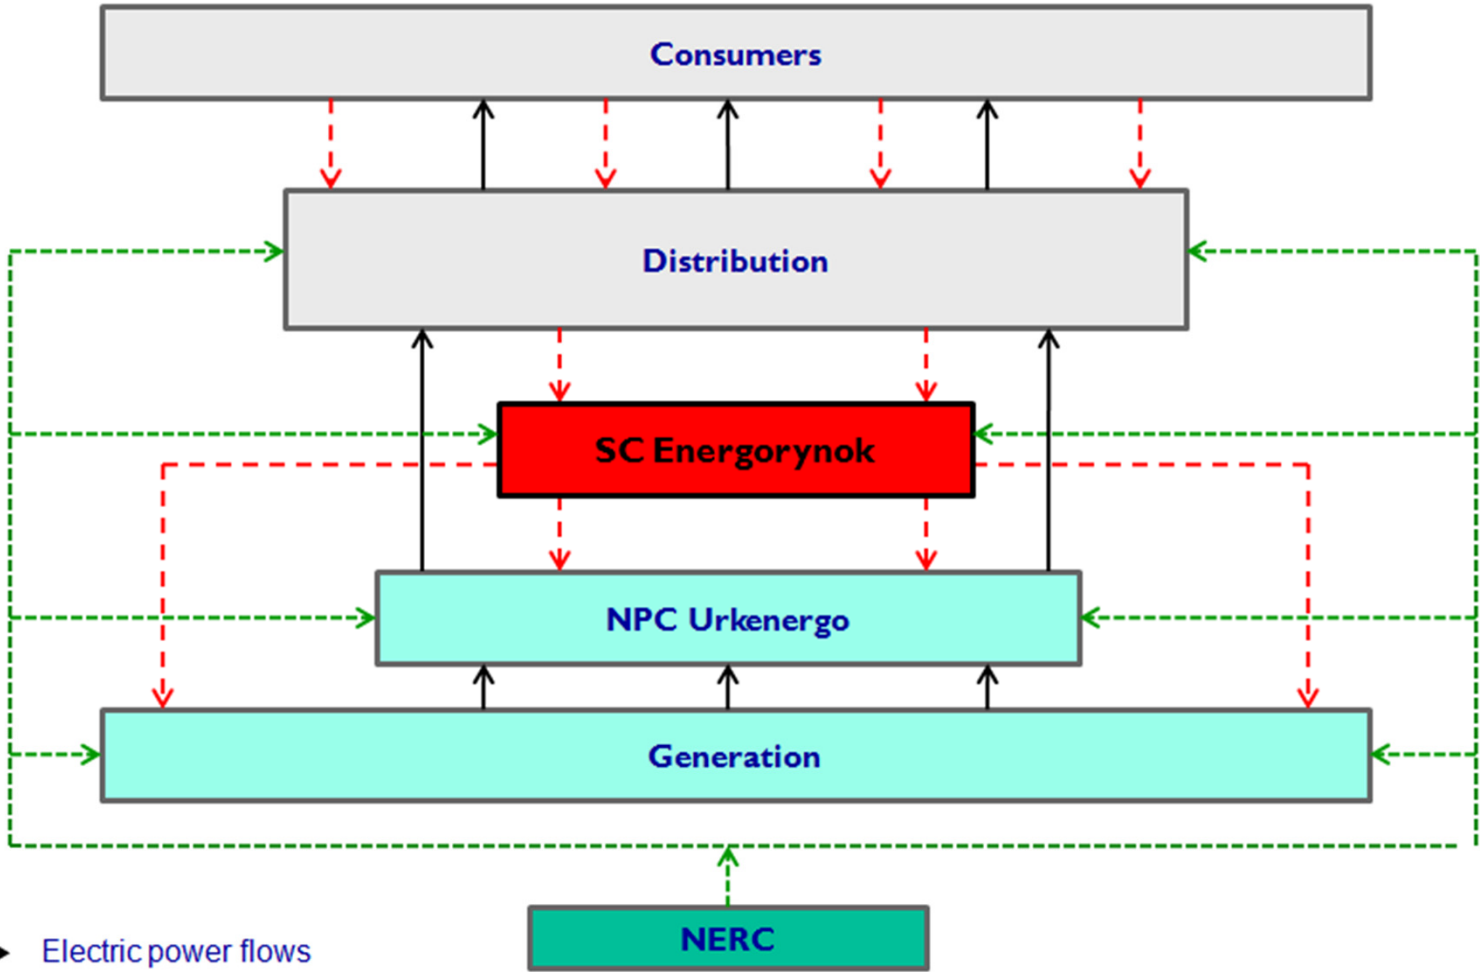 Consumers
Distribution
SC Energorynok
NPC Urkenergo
Generation
NERC
Electric power flows